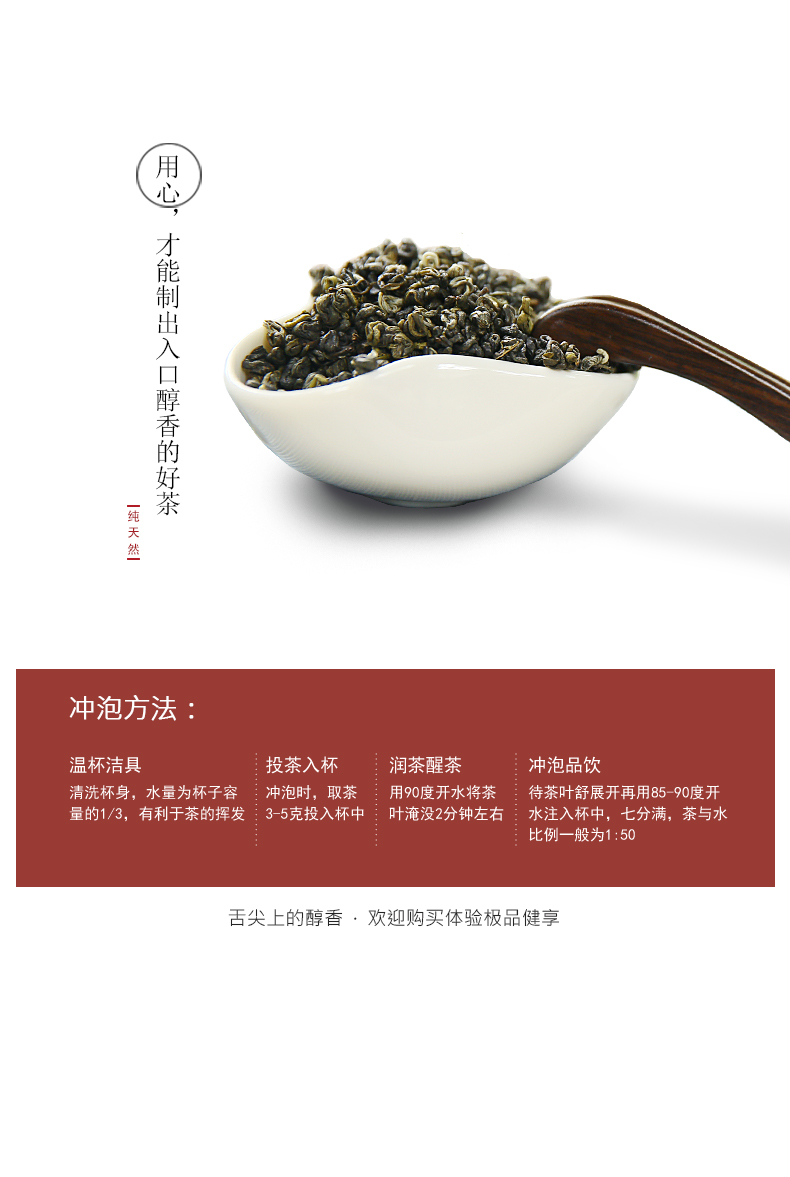 用心，才能制出入口醇香的好茶
纯天然
冲泡方法：
温杯洁具
清洗杯身，水量为杯子容
量的1/3，有利于茶的挥发
投茶入杯
冲泡时，取茶
3-5克投入杯中
润茶醒茶
用90度开水将茶
叶淹没2分钟左右
冲泡品饮
待茶叶舒展开再用85-90度开
水注入杯中，七分满，茶与水
比例一般为1:50
舌尖上的醇香 · 欢迎购买体验极品健享